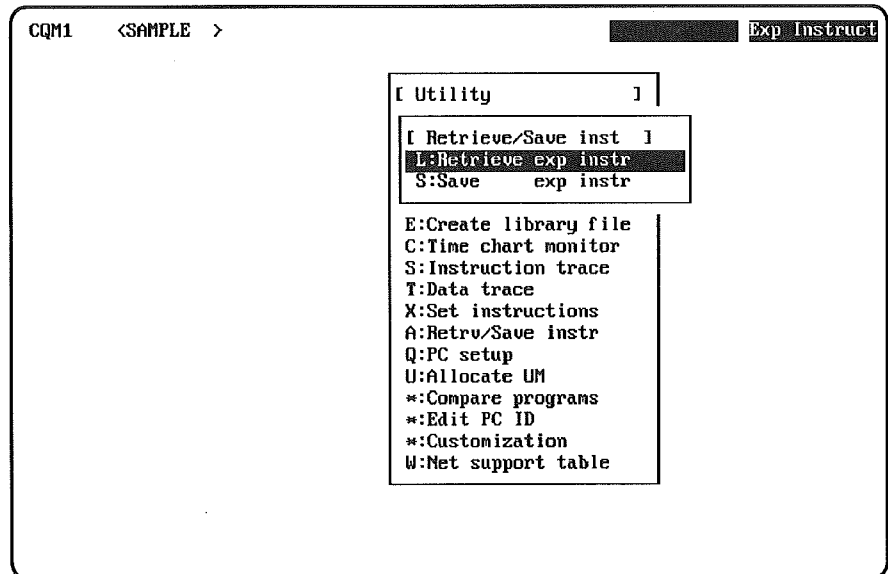 CQM1 <SAMPLE > Exp Instruct
[ Utility ]
[ Retrieve/Save inst ]
L:Retrieve exp instr
S:Save exp instr
E:Create library file
C:Time chart monitor
S:Instruction trace
T:Data trace
X:Set instructions
A:Retrv/Save instr
Q:PC setup
U:Allocate UM
*:Compare programs
*:Edit PC ID
*:Customization
W:Net support table